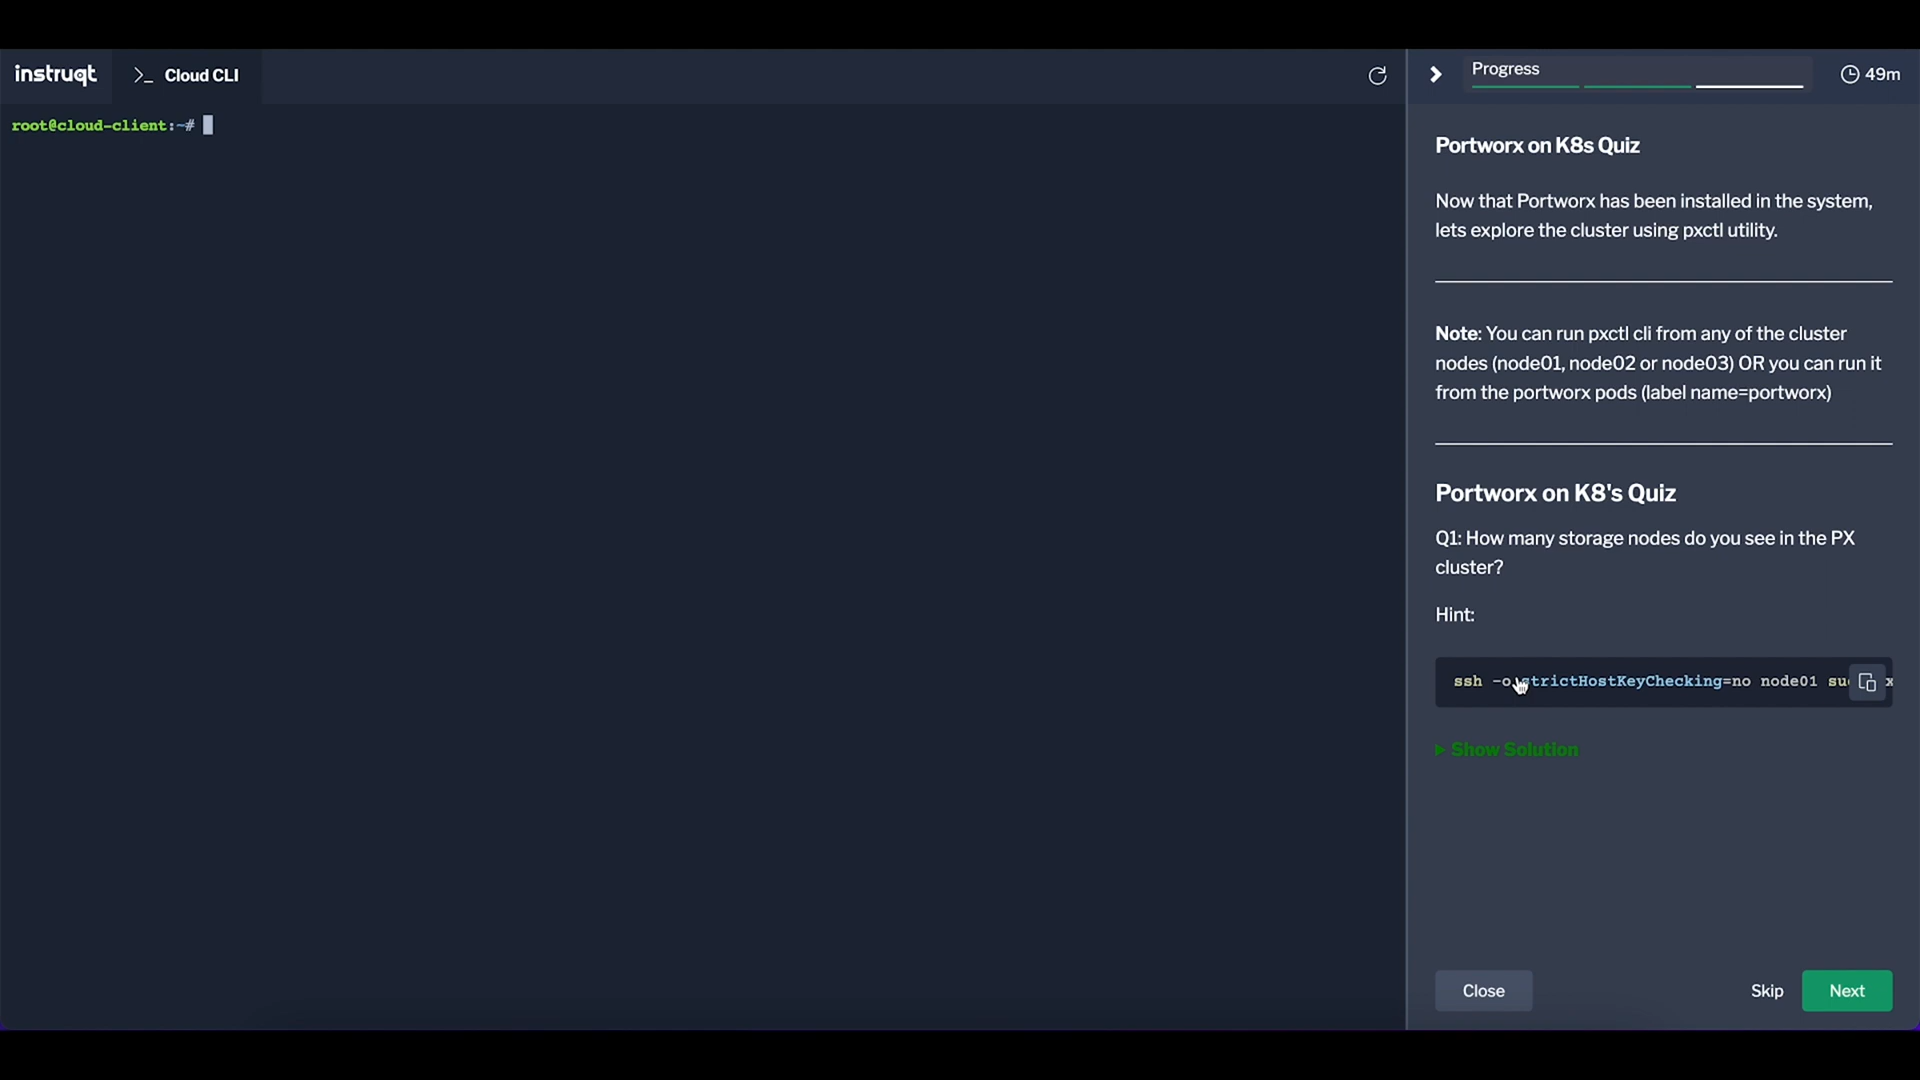 instruqt
>_ Cloud CLI
Progress
49m
root@cloud-client:~#
Portworx on K8s Quiz
Now that Portworx has been installed in the system,
lets explore the cluster using pxctl utility.
Note: You can run pxctl cli from any of the cluster
nodes (node01, node02 or node03) OR you can run it
from the portworx pods (label name=portworx)
Portworx on K8's Quiz
Q1: How many storage nodes do you see in the PX
cluster?
Hint:
ssh -o strictHostKeyChecking=no node01
Show Solution
Close
Skip
Next